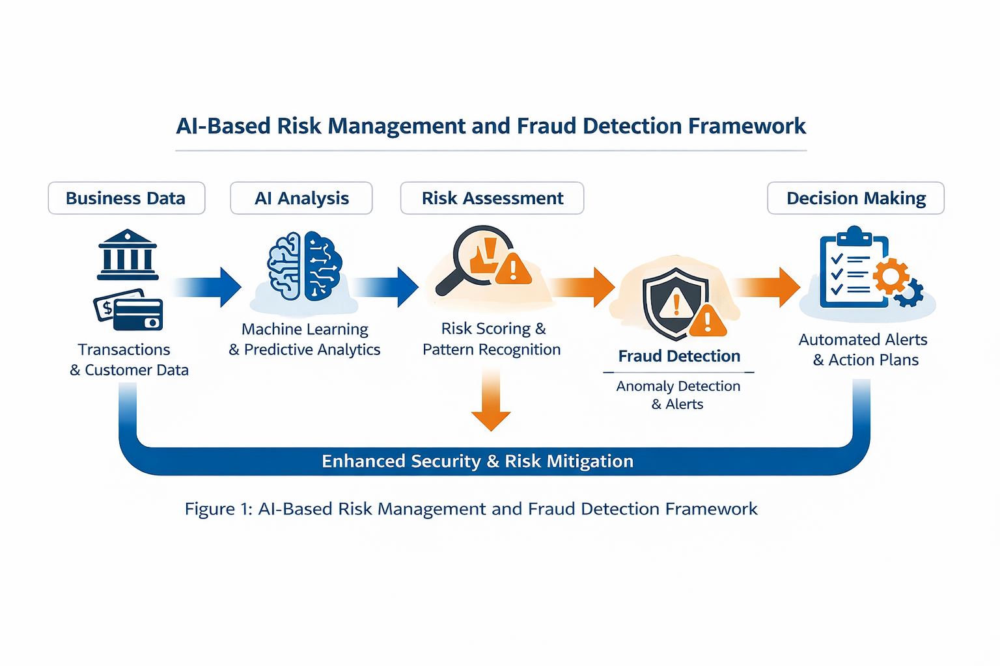 AI-Based Risk Management and Fraud Detection Framework
Business Data
AI Analysis
Risk Assessment
Decision Making
$
Transactions
& Customer Data
Machine Learning
& Predictive Analytics
Risk Scoring &
Pattern Recognition
Fraud Detection
Anomaly Detection
& Alerts
Automated Alerts
& Action Plans
Enhanced Security & Risk Mitigation
Figure 1: AI-Based Risk Management and Fraud Detection Framework